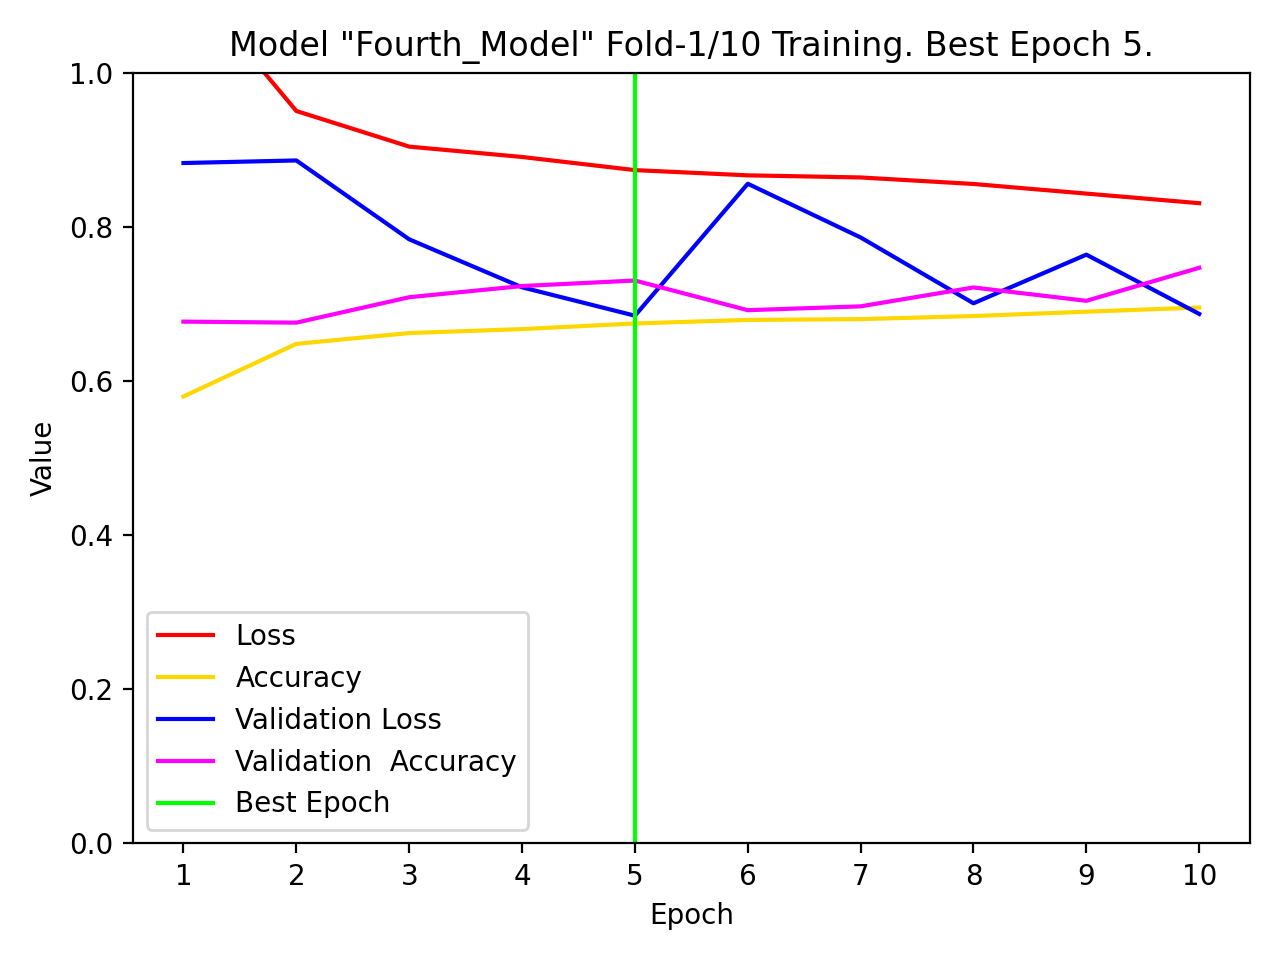 Model "Fourth_Model" Fold-1/10 Training. Best Epoch 5.
1.0
0.8
0.6
0.4
0.2
0.0
Value
Loss
Accuracy
Validation Loss
Validation  Accuracy
Best Epoch
1 2 3 4 5 6 7 8 9 10
Epoch